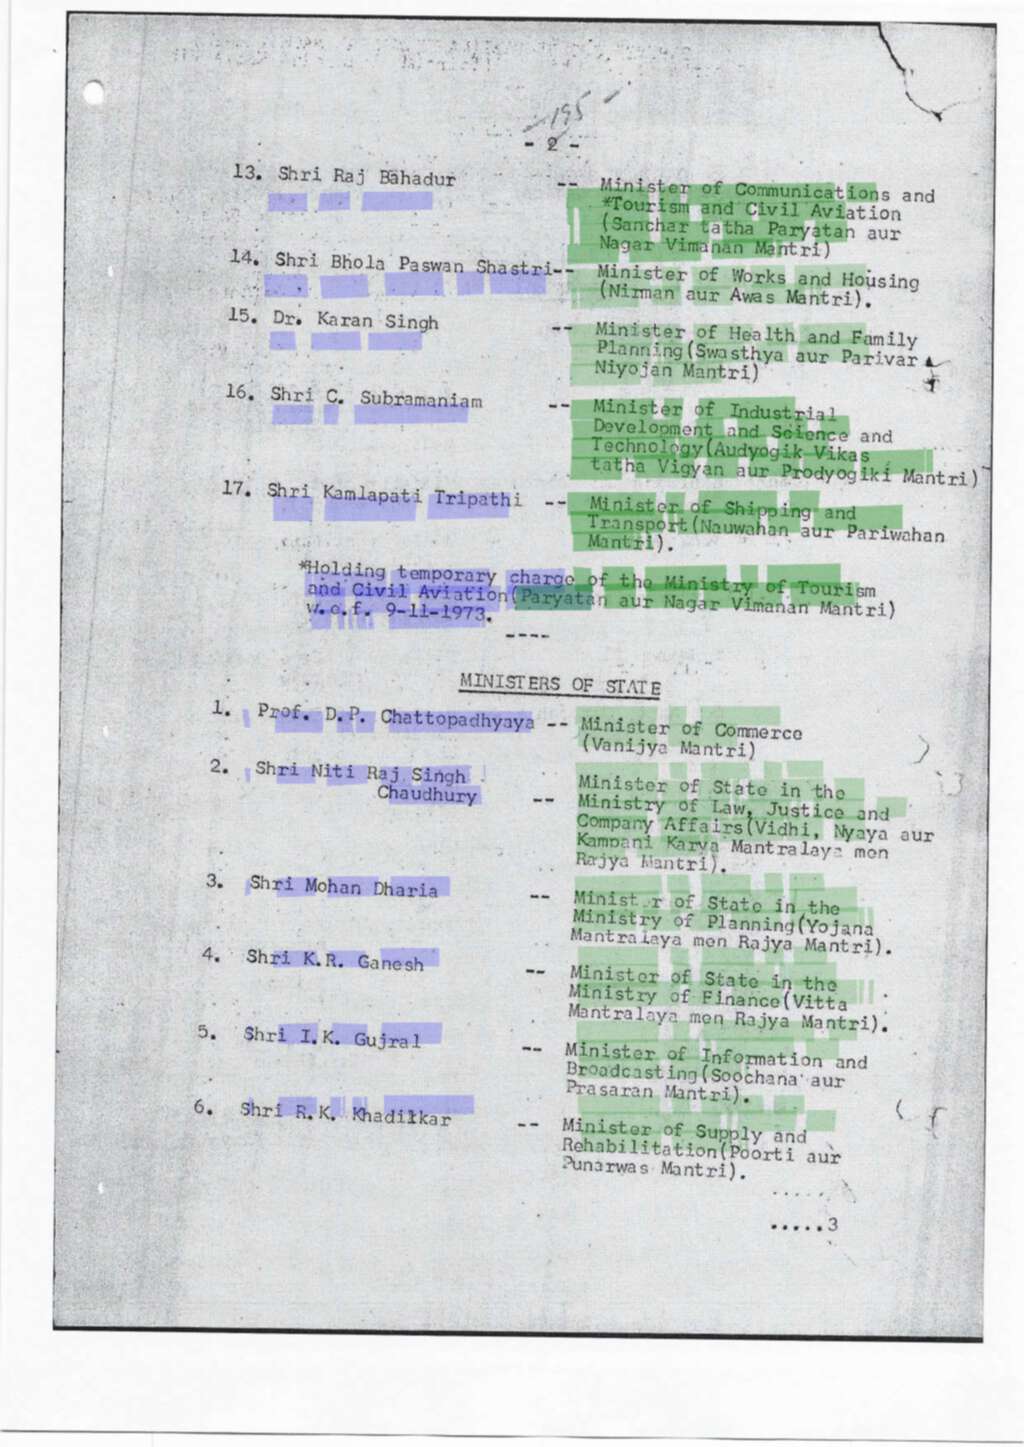 195
- 2 -
13. Shri Raj Bahadur -- Minister of Communications and
*Tourism and Civil Aviation
(Sanchar tatha Paryatan aur
Nagar Vimanan Mantri)
14. Shri Bhola Paswan Shastri-- Minister of Works and Housing
(Nirman aur Awas Mantri).
15. Dr. Karan Singh -- Minister of Health and Family
Planning(Swasthya aur Parivar
Niyojan Mantri)
16. Shri C. Subramaniam -- Minister of Industrial
Development and Science and
Technology(Audyogik Vikas
tatha Vigyan aur Prodyogiki Mantri)
17. Shri Kamlapati Tripathi -- Minister of Shipping and
Transport(Nauwahan aur Pariwahan
Mantri).
*Holding temporary charge of the Ministry of Tourism
and Civil Aviation(Paryatan aur Nagar Vimanan Mantri)
w.e.f. 9-11-1973.
----
MINISTERS OF STATE
1. Prof. D.P. Chattopadhyaya -- Minister of Commerce
(Vanijya Mantri)
2. Shri Niti Raj Singh
Chaudhury -- Minister of State in the
Ministry of Law, Justice and
Company Affairs(Vidhi, Nyaya aur
Kampani Karya Mantralaya men
Rajya Mantri).
3. Shri Mohan Dharia -- Minister of State in the
Ministry of Planning(Yojana
Mantralaya men Rajya Mantri).
4. Shri K.R. Ganesh -- Minister of State in the
Ministry of Finance(Vitta
Mantralaya men Rajya Mantri).
5. Shri I.K. Gujral -- Minister of Information and
Broadcasting(Soochana aur
Prasaran Mantri).
6. Shri R.K. Khadilkar -- Minister of Supply and
Rehabilitation(Poorti aur
Punarwas Mantri).
.....3